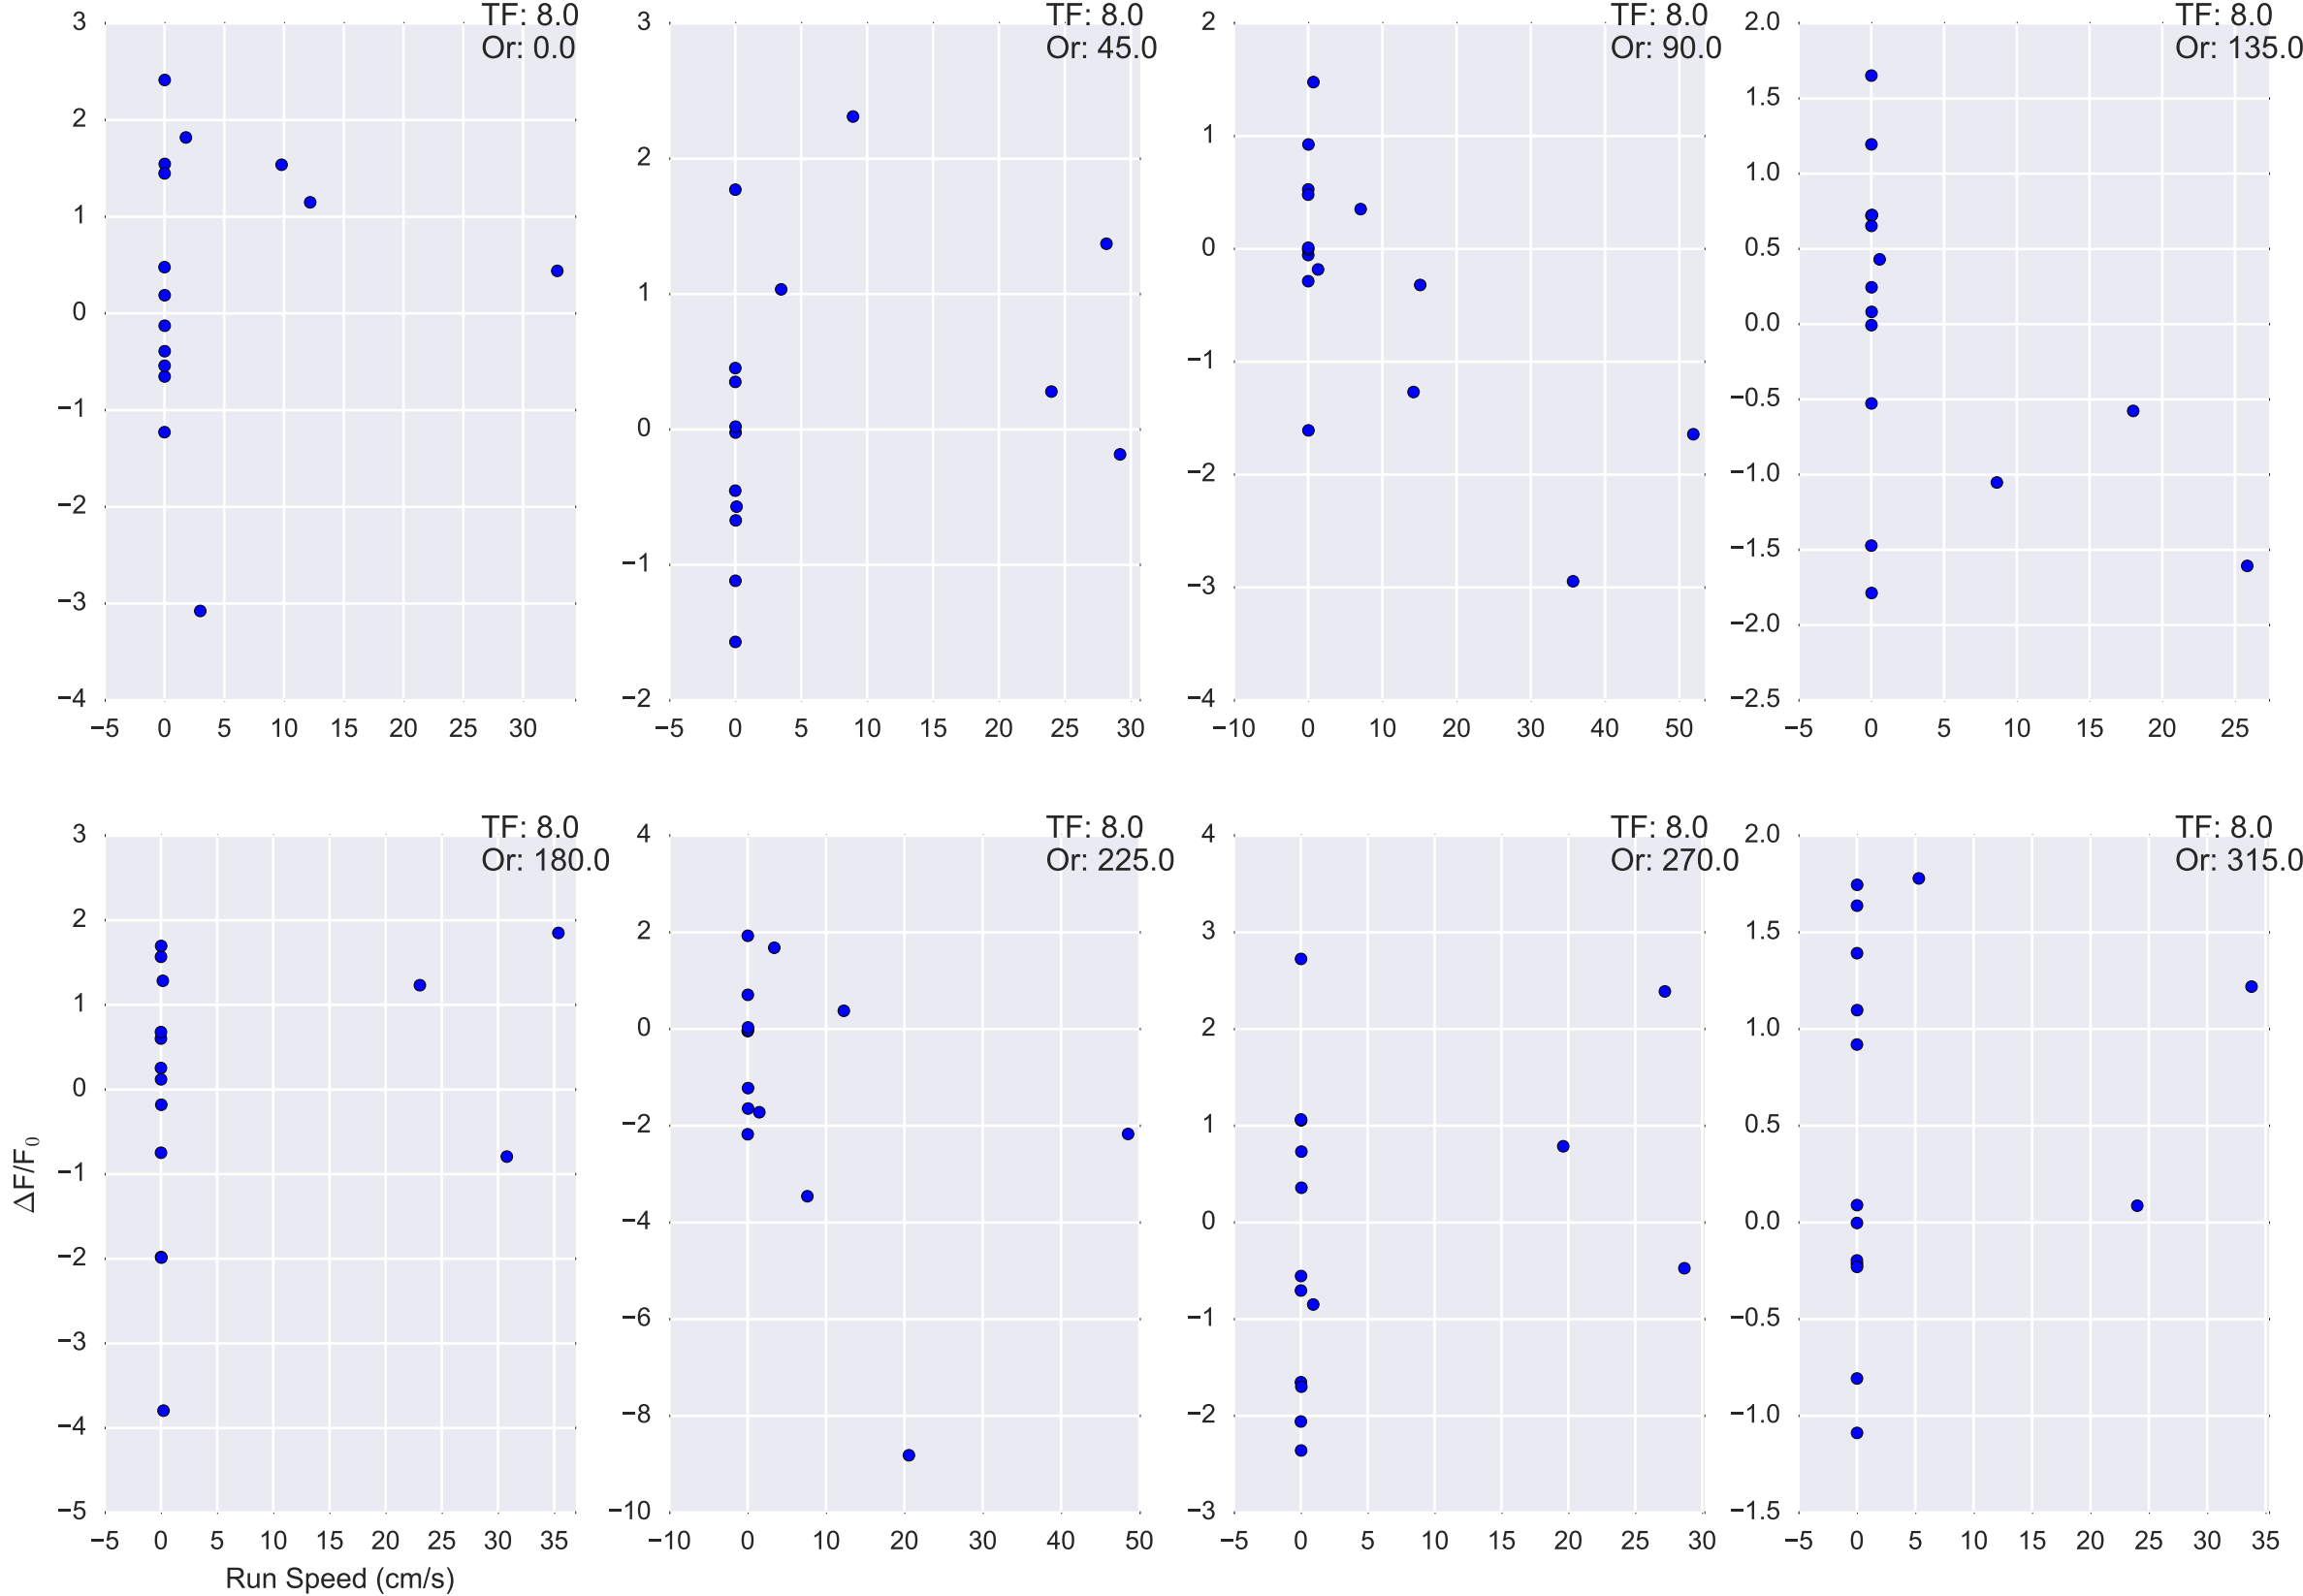 TF: 8.0
Or: 0.0
3
2
1
0
−1
−2
−3
−4
−5 0 5 10 15 20 25 30
TF: 8.0
Or: 45.0
3
2
1
0
−1
−2
−5 0 5 10 15 20 25 30
TF: 8.0
Or: 90.0
2
1
0
−1
−2
−3
−4
−10 0 10 20 30 40 50
TF: 8.0
Or: 135.0
2.0
1.5
1.0
0.5
0.0
−0.5
−1.0
−1.5
−2.0
−2.5
−5 0 5 10 15 20 25
TF: 8.0
Or: 180.0
3
2
1
0
−1
−2
−3
−4
−5
ΔF/F₀
−5 0 5 10 15 20 25 30 35
Run Speed (cm/s)
TF: 8.0
Or: 225.0
4
2
0
−2
−4
−6
−8
−10
−10 0 10 20 30 40 50
TF: 8.0
Or: 270.0
4
3
2
1
0
−1
−2
−3
−5 0 5 10 15 20 25 30
TF: 8.0
Or: 315.0
2.0
1.5
1.0
0.5
0.0
−0.5
−1.0
−1.5
−5 0 5 10 15 20 25 30 35